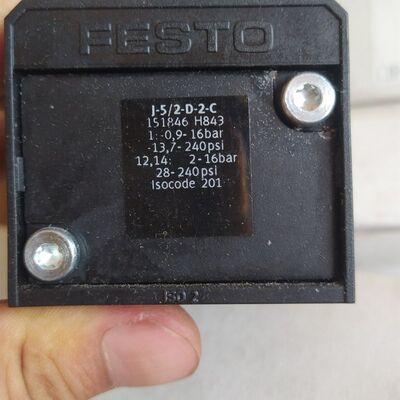 FESTO
J-5/2-D-2-C
151846 H843
1: -0,9- 16bar
-13,7- 240psi
12,14: 2-16bar
28-240psi
Isocode 201
ISO 2